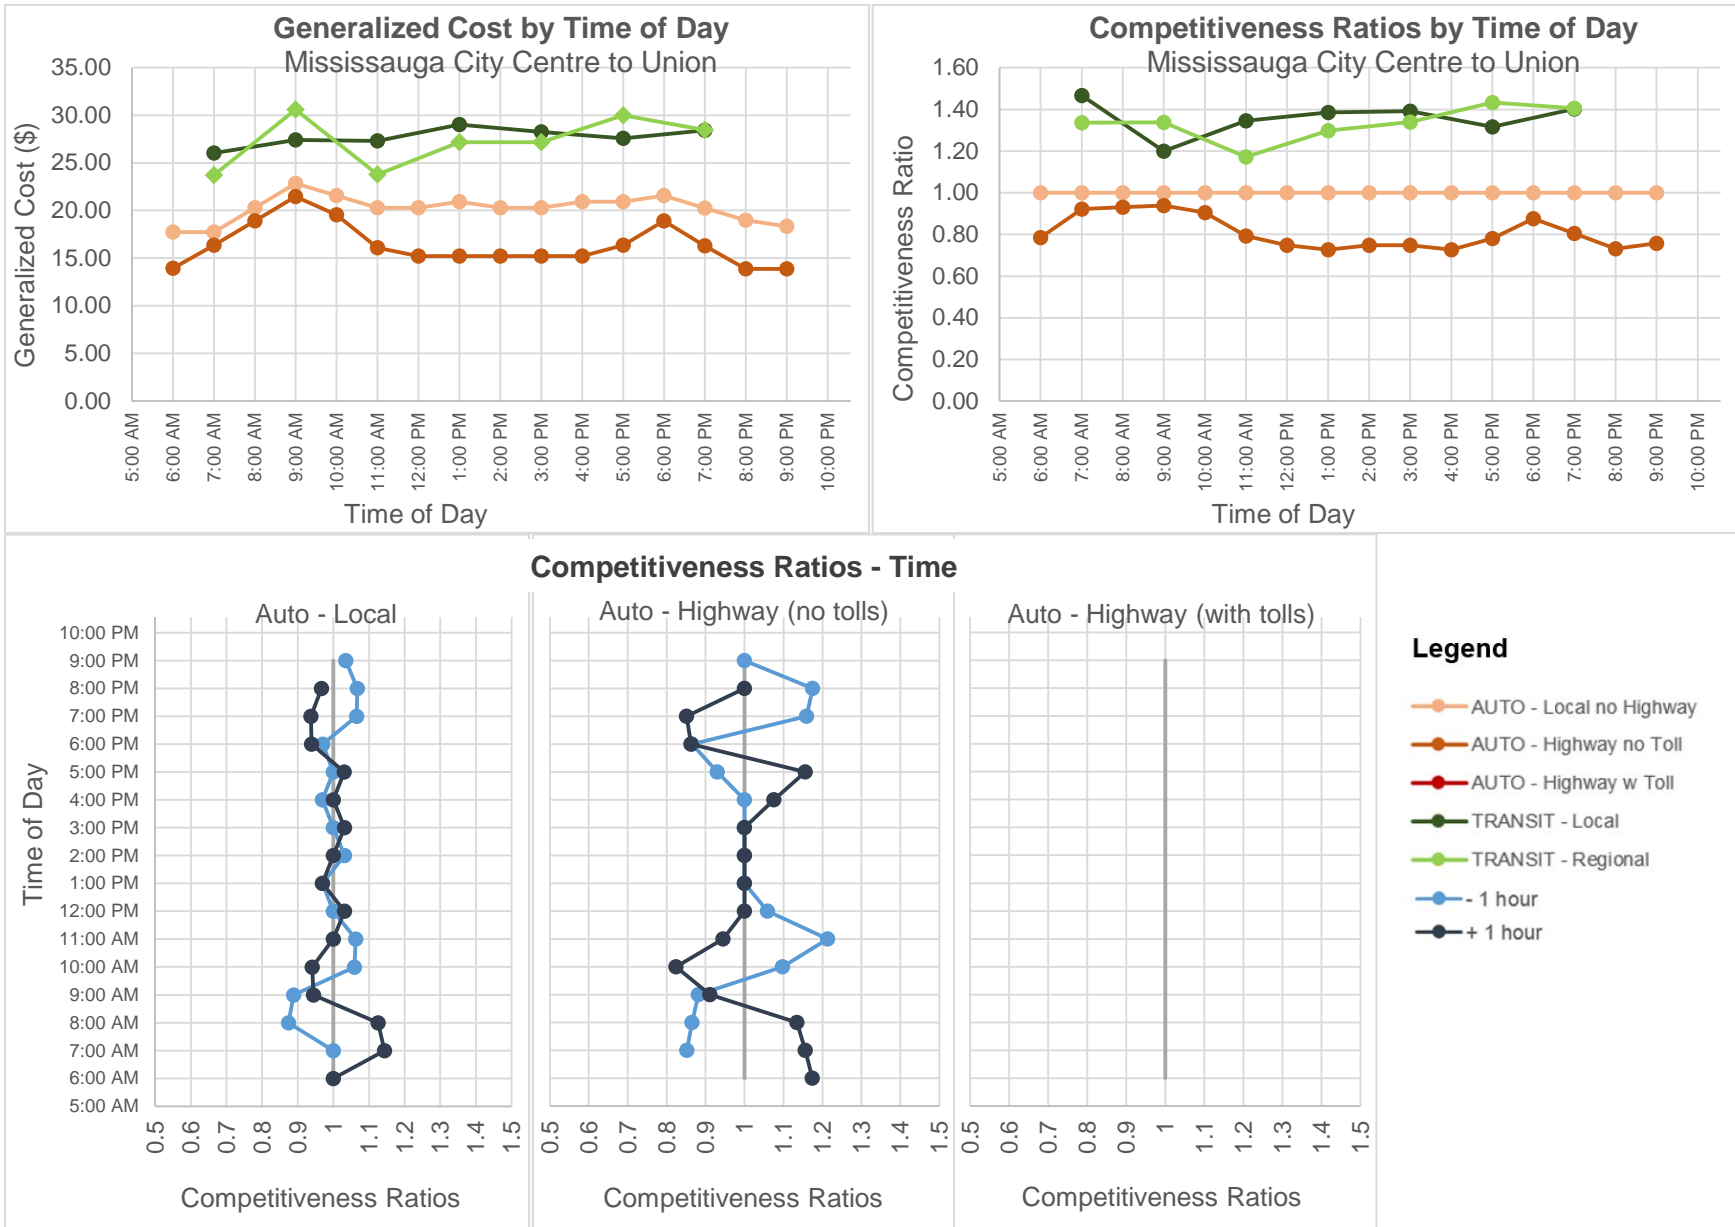 Generalized Cost by Time of Day
Mississauga City Centre to Union
35.00
30.00
25.00
20.00
15.00
10.00
5.00
0.00
Generalized Cost ($)
5:00 AM
6:00 AM
7:00 AM
8:00 AM
9:00 AM
10:00 AM
11:00 AM
12:00 PM
1:00 PM
2:00 PM
3:00 PM
4:00 PM
5:00 PM
6:00 PM
7:00 PM
8:00 PM
9:00 PM
10:00 PM
Time of Day
Competitiveness Ratios by Time of Day
Mississauga City Centre to Union
1.60
1.40
1.20
1.00
0.80
0.60
0.40
0.20
0.00
Competitiveness Ratio
5:00 AM
6:00 AM
7:00 AM
8:00 AM
9:00 AM
10:00 AM
11:00 AM
12:00 PM
1:00 PM
2:00 PM
3:00 PM
4:00 PM
5:00 PM
6:00 PM
7:00 PM
8:00 PM
9:00 PM
10:00 PM
Time of Day
Competitiveness Ratios - Time
Auto - Local
10:00 PM
9:00 PM
8:00 PM
7:00 PM
6:00 PM
5:00 PM
4:00 PM
3:00 PM
2:00 PM
1:00 PM
12:00 PM
11:00 AM
10:00 AM
9:00 AM
8:00 AM
7:00 AM
6:00 AM
5:00 AM
Time of Day
0.5
0.6
0.7
0.8
0.9
1
1.1
1.2
1.3
1.4
1.5
Competitiveness Ratios
Auto - Highway (no tolls)
0.5
0.6
0.7
0.8
0.9
1
1.1
1.2
1.3
1.4
1.5
Competitiveness Ratios
Auto - Highway (with tolls)
0.5
0.6
0.7
0.8
0.9
1
1.1
1.2
1.3
1.4
1.5
Competitiveness Ratios
Legend
AUTO - Local no Highway
AUTO - Highway no Toll
AUTO - Highway w Toll
TRANSIT - Local
TRANSIT - Regional
- 1 hour
+ 1 hour